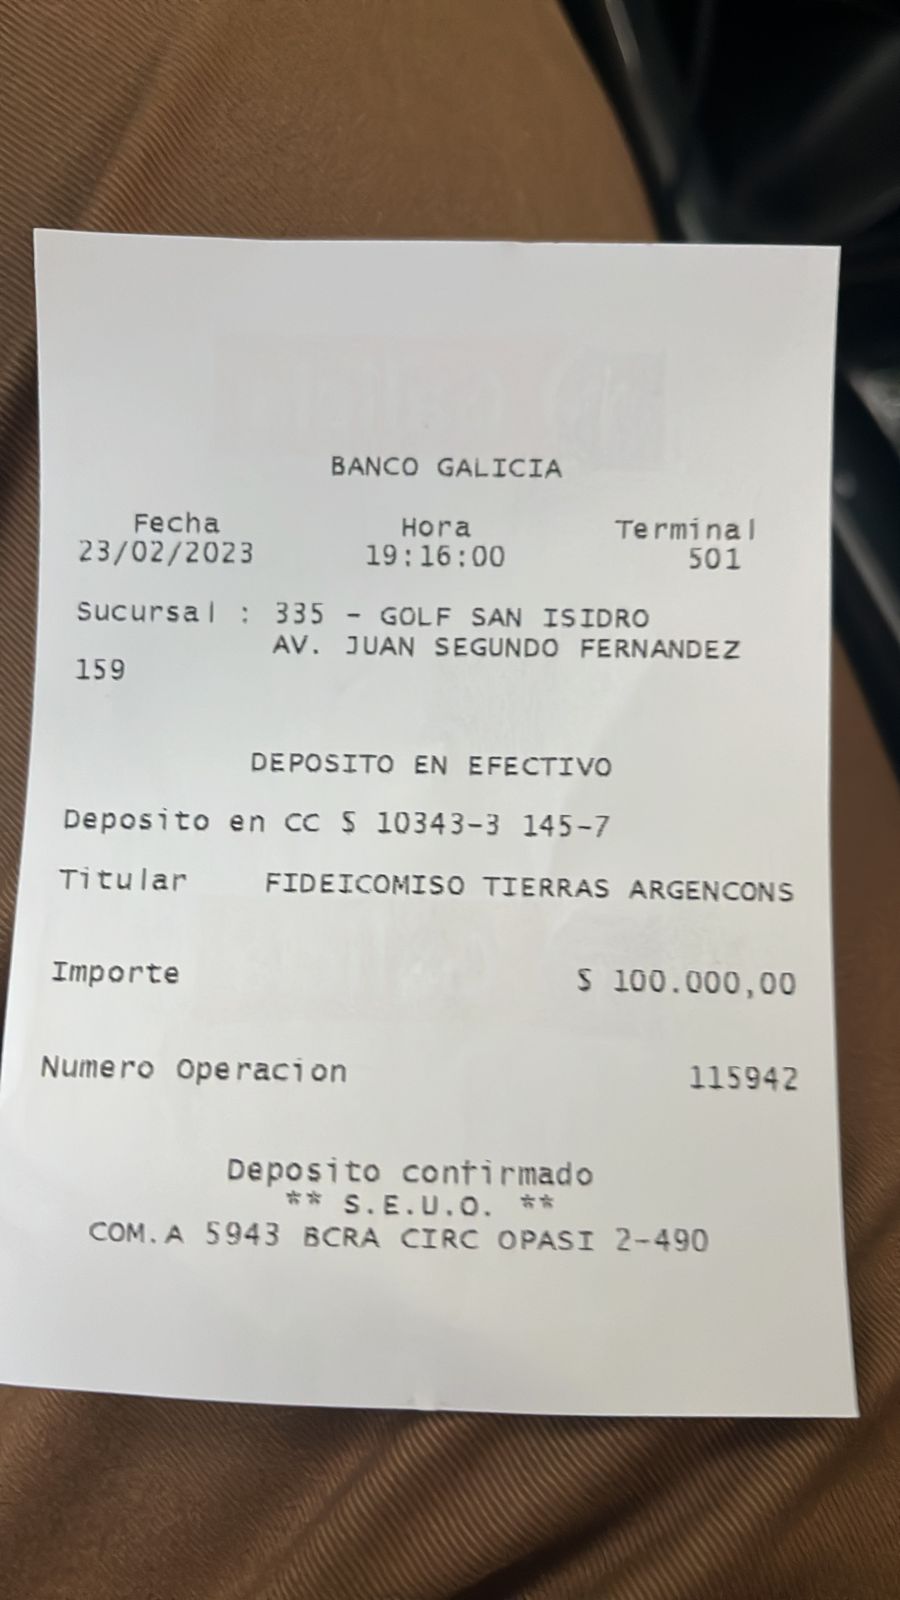 BANCO GALICIA
Fecha Hora Terminal
23/02/2023 19:16:00 501
Sucursal : 335 - GOLF SAN ISIDRO
AV. JUAN SEGUNDO FERNANDEZ
159
DEPOSITO EN EFECTIVO
Deposito en CC $ 10343-3 145-7
Titular FIDEICOMISO TIERRAS ARGENCONS
Importe $ 100.000,00
Numero Operacion 115942
Deposito confirmado
** S.E.U.O. **
COM.A 5943 BCRA CIRC OPASI 2-490